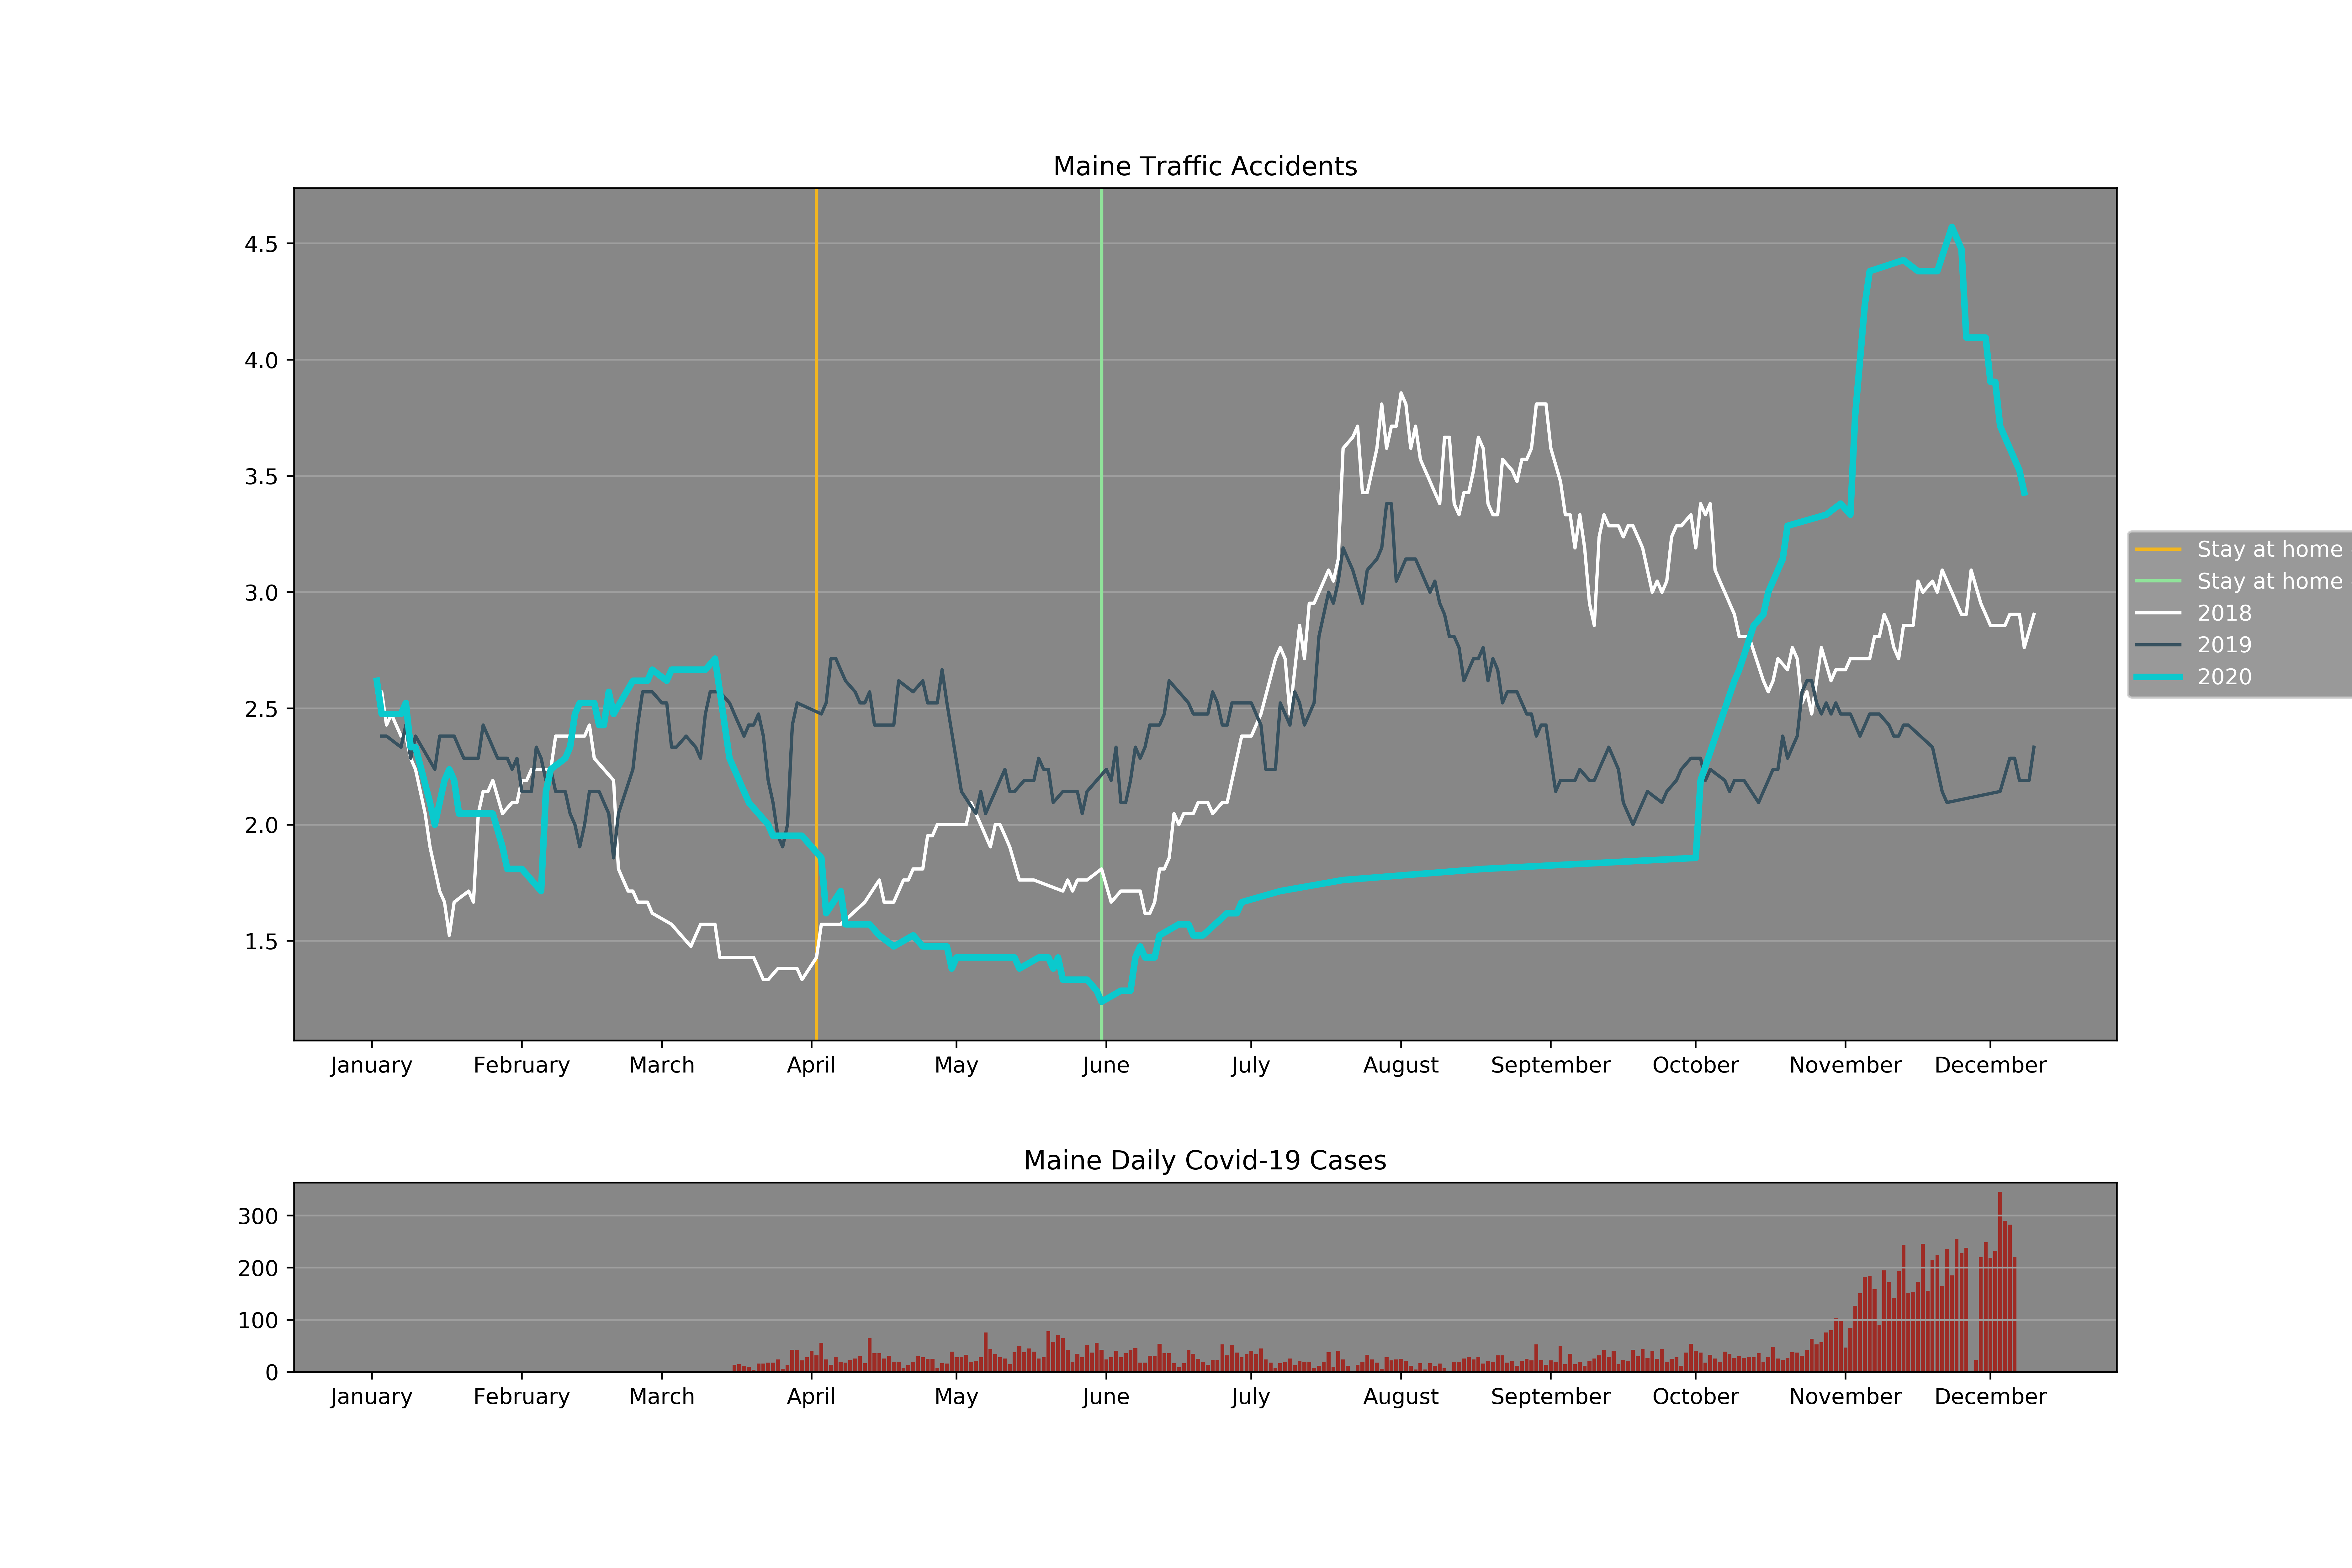 Maine Traffic Accidents
4.5
4.0
3.5
3.0
2.5
2.0
1.5
January February March April May June July August September October November December
Stay at home
Stay at home
2018
2019
2020
Maine Daily Covid-19 Cases
300
200
100
0
January February March April May June July August September October November December